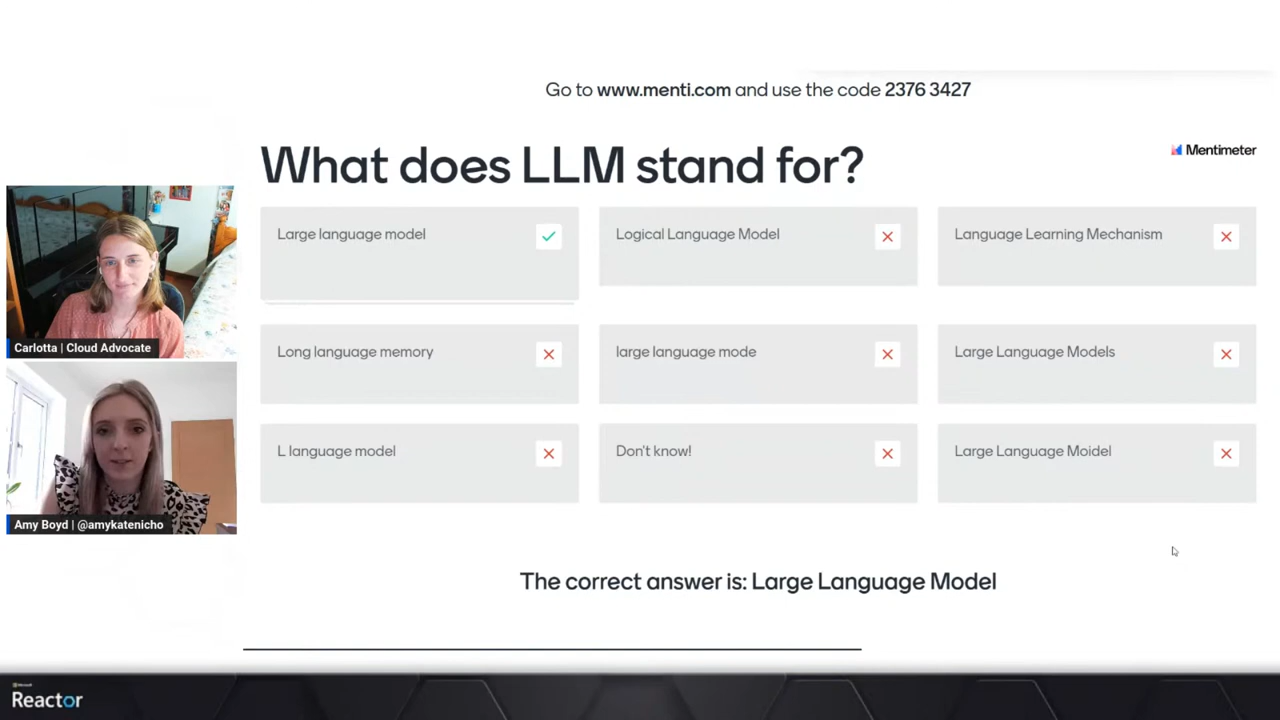 Go to www.menti.com and use the code 2376 3427
What does LLM stand for?
Mentimeter
Large language model
Logical Language Model
Language Learning Mechanism
Long language memory
large language mode
Large Language Models
L language model
Don't know!
Large Language Moidel
The correct answer is: Large Language Model
Carlotta | Cloud Advocate
Amy Boyd | @amykatenicho
Microsoft
Reactor